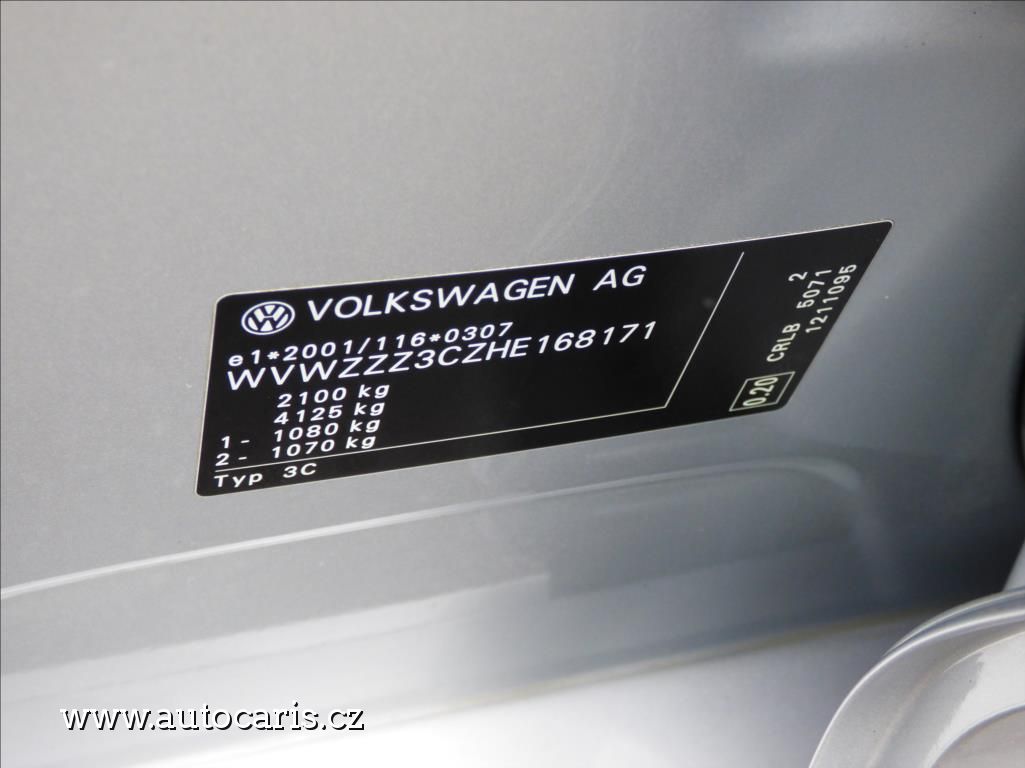 VOLKSWAGEN AG
e1*2001/116*0307
WVWZZZ3CZHE168171
2100 kg
4125 kg
1- 1080 kg
2- 1070 kg
Typ 3C
2
CRLB 5071
1211095
0.20
www.autocaris.cz